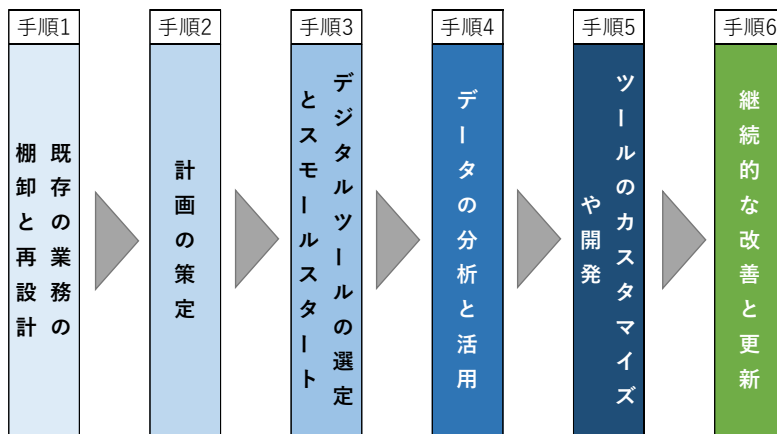 手順1
既存の業務の
棚卸と再設計
手順2
計画の策定
手順3
デジタルツールの選定
とスモールスタート
手順4
データの分析と活用
手順5
ツールのカスタマイズ
や開発
手順6
継続的な改善と更新